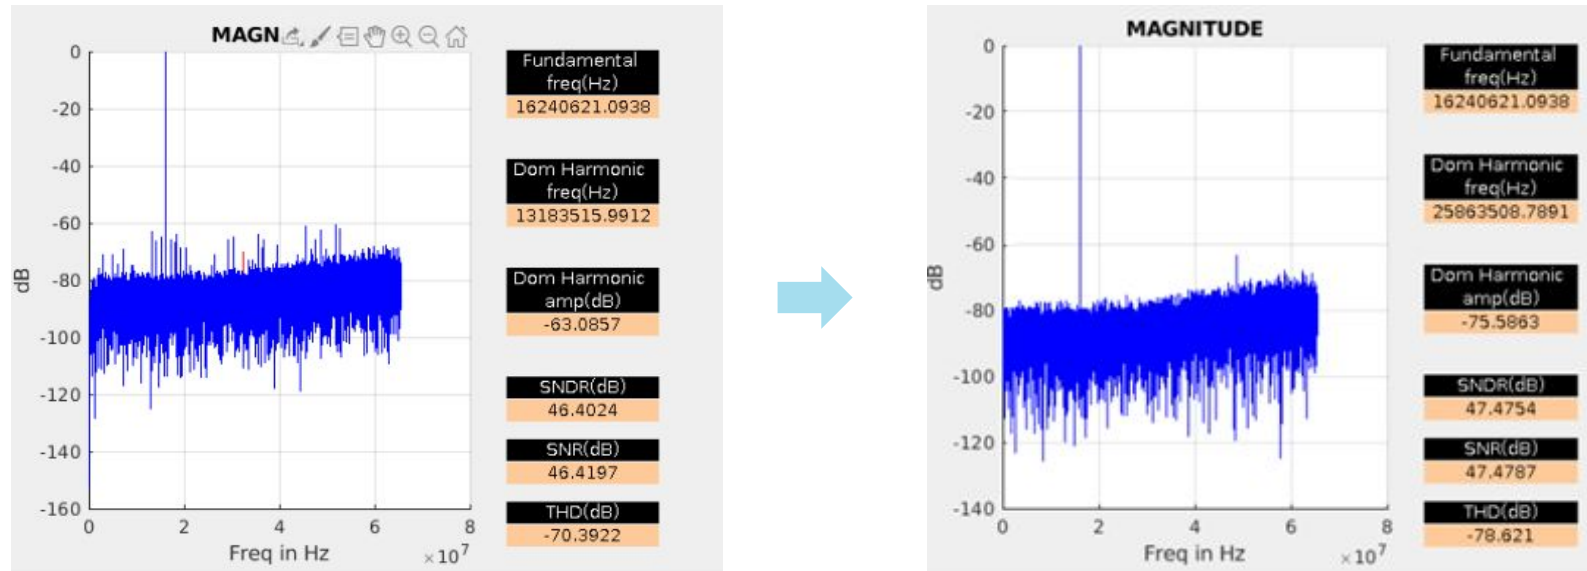 MAGN
0
-20
-40
-60
-80
-100
-120
-140
-160
dB
0 2 4 6 8
Freq in Hz
×10^7
Fundamental
freq(Hz)
16240621.0938
Dom Harmonic
freq(Hz)
13183515.9912
Dom Harmonic
amp(dB)
-63.0857
SNDR(dB)
46.4024
SNR(dB)
46.4197
THD(dB)
-70.3922
MAGNITUDE
0
-20
-40
-60
-80
-100
-120
-140
dB
0 2 4 6 8
Freq in Hz
×10^7
Fundamental
freq(Hz)
16240621.0938
Dom Harmonic
freq(Hz)
25863508.7891
Dom Harmonic
amp(dB)
-75.5863
SNDR(dB)
47.4754
SNR(dB)
47.4787
THD(dB)
-78.621